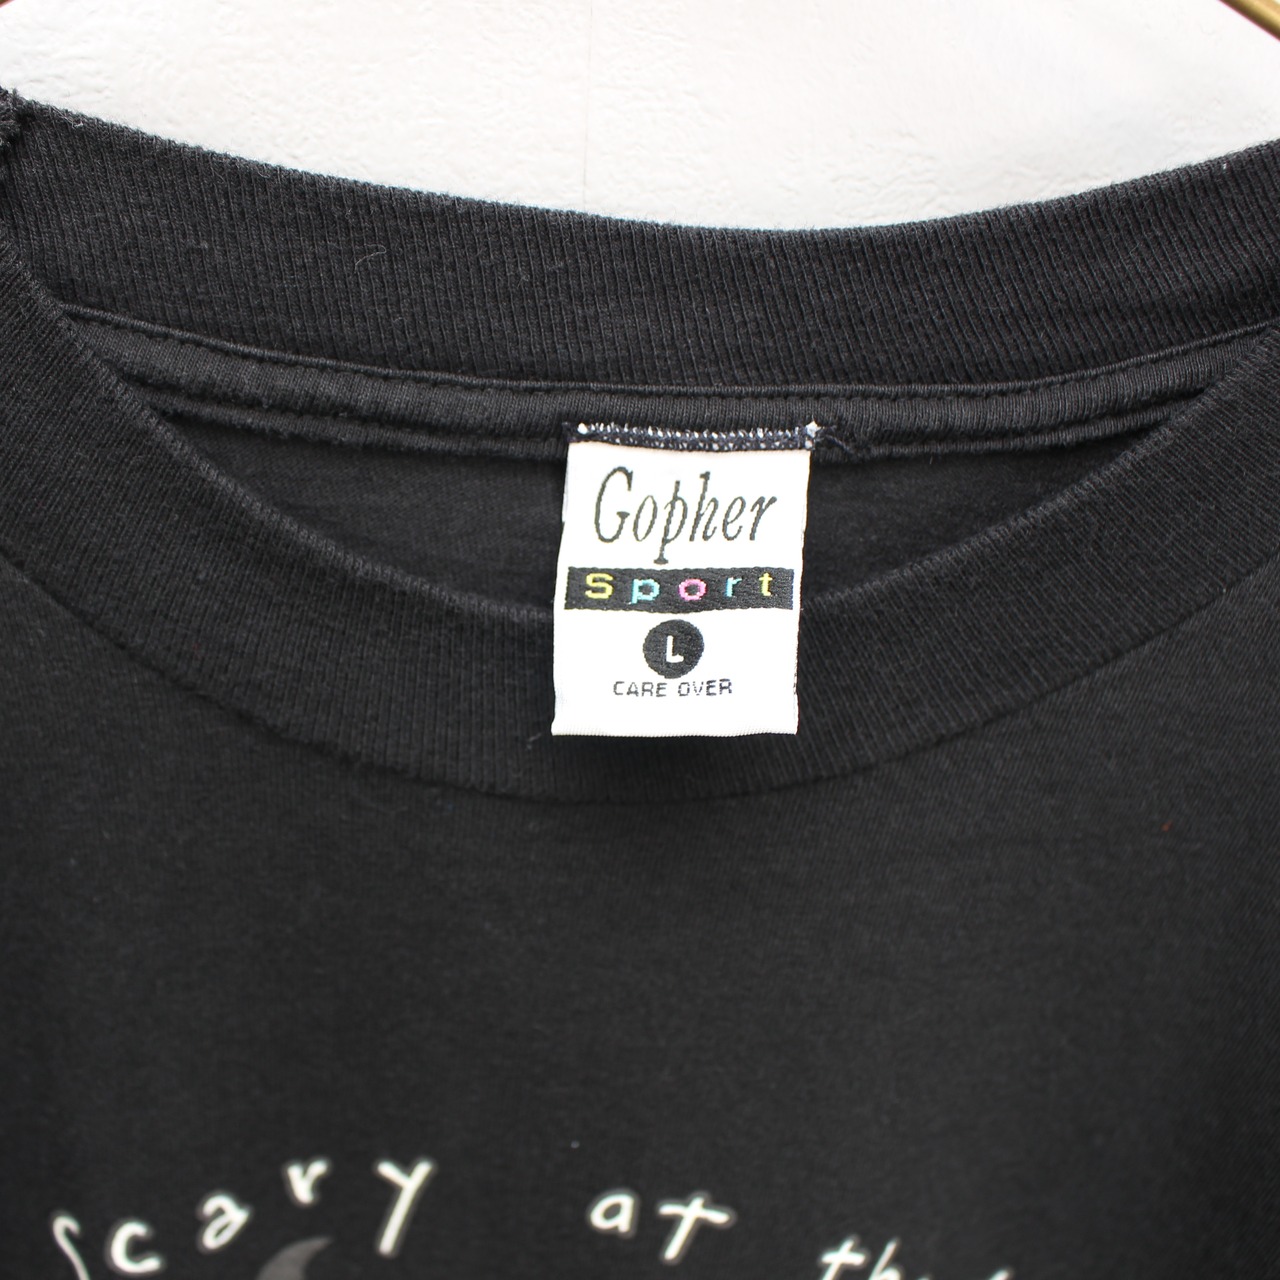 Gopher
Sport
L
CARE OVER
scary at